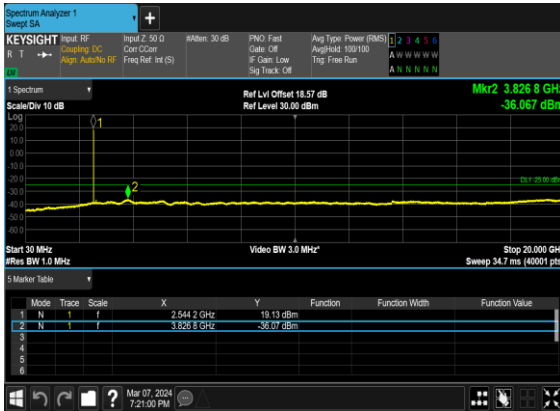 Spectrum Analyzer 1
Swept SA
+
KEYSIGHT
R T
Input: RF
Coupling: DC
Align: Auto/No RF
Input Z: 50 Ω
Corr CCorr
Freq Ref: Int (S)
#Atten: 30 dB
PNO: Fast
Gate: Off
IF Gain: Low
Sig Track: Off
Avg Type: Power (RMS)
Avg|Hold: 100/100
Trig: Free Run
1 2 3 4 5 6
A W W W W W
A N N N N N
1 Spectrum
Scale/Div 10 dB
Ref Lvl Offset 18.57 dB
Ref Level 30.00 dBm
Mkr2 3.826 8 GHz
-36.067 dBm
Log
20.0
10.0
0.00
-10.0
-20.0
-30.0
-40.0
-50.0
-60.0
1
2
DL1 -25.00 dBm
Start 30 MHz
#Res BW 1.0 MHz
Video BW 3.0 MHz*
Stop 20.000 GH
Sweep 34.7 ms (40001 pts
5 Marker Table
Mode Trace Scale X Y Function Function Width Function Value
1 N 1 f 2.544 2 GHz 19.13 dBm
2 N 1 f 3.826 8 GHz -36.07 dBm
3
4
5
6
?
Mar 07, 2024
7:21:00 PM